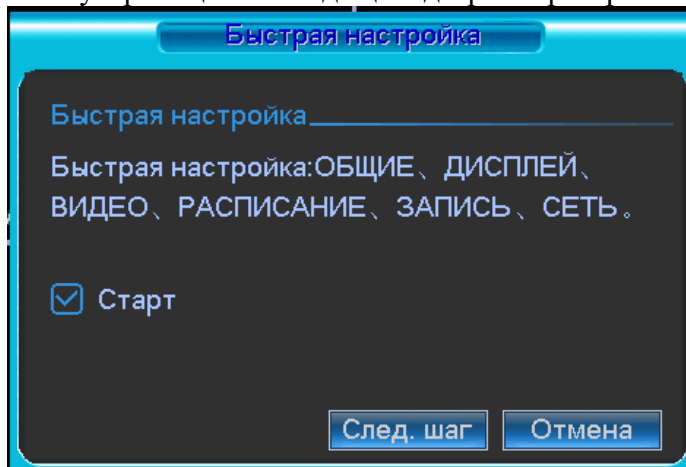 Быстрая настройка
Быстрая настройка
Быстрая настройка:ОБЩИЕ、ДИСПЛЕЙ、
ВИДЕО、РАСПИСАНИЕ、ЗАПИСЬ、СЕТЬ。
Старт
След. шаг Отмена